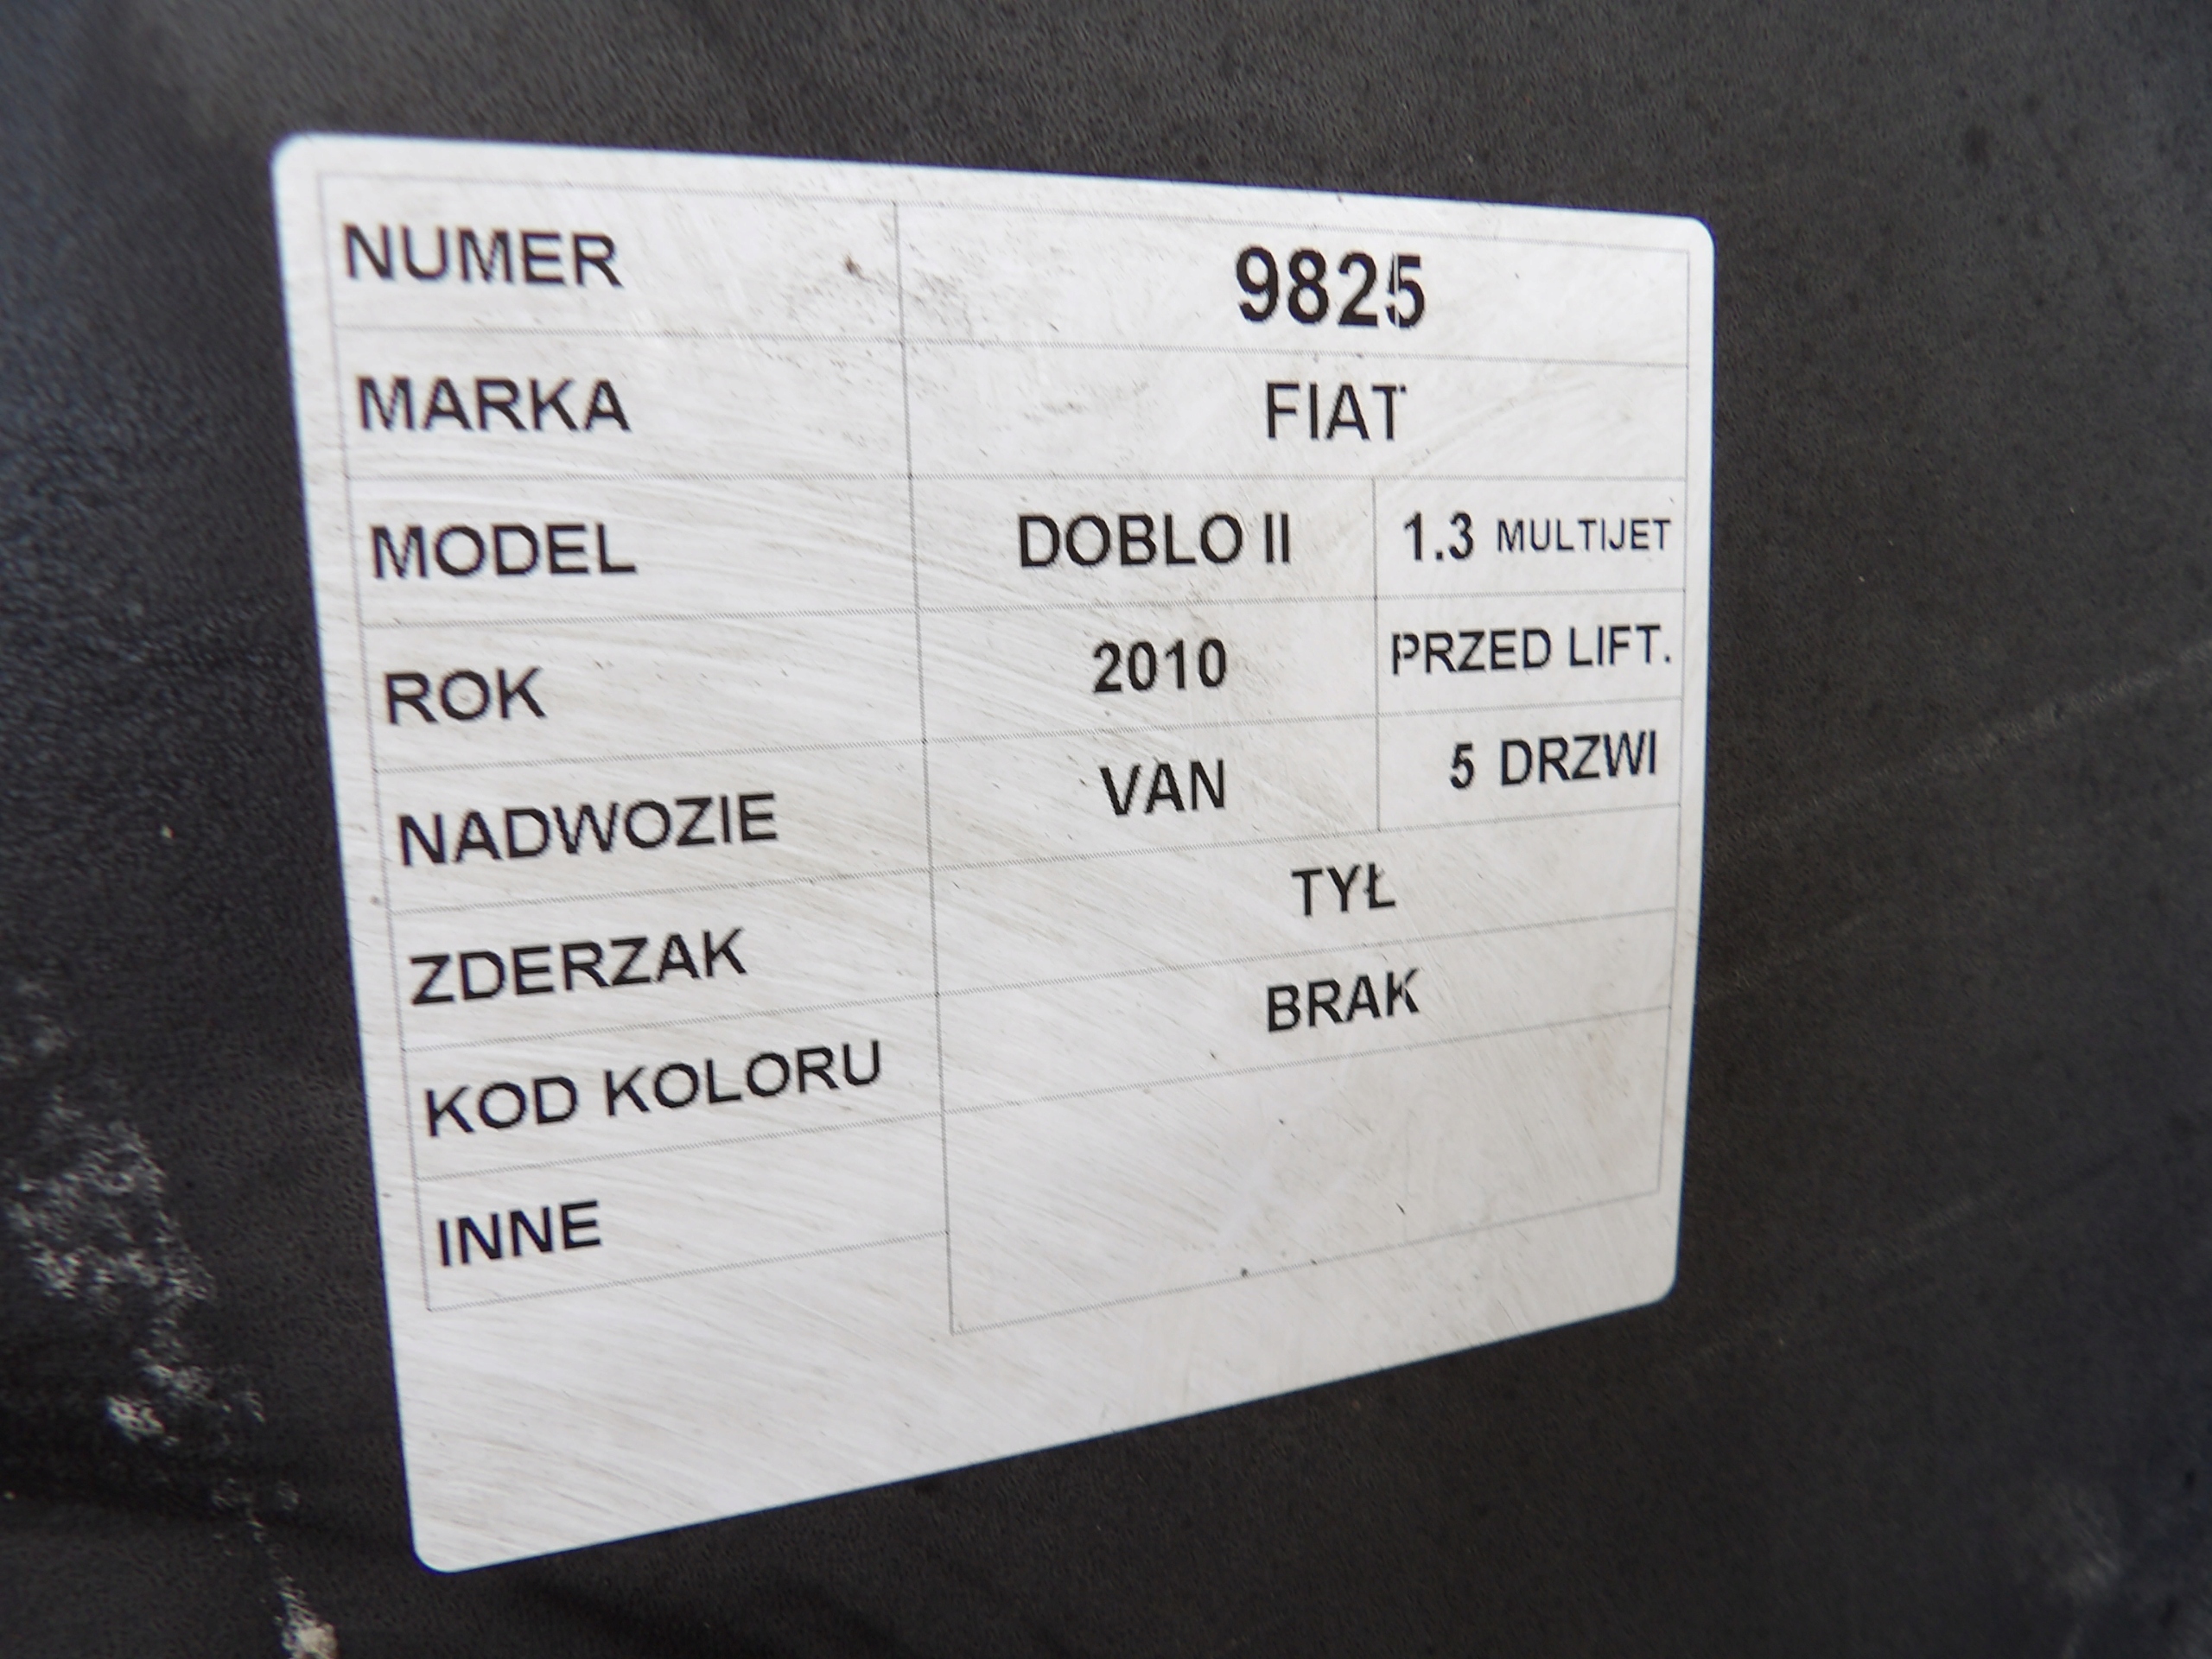 NUMER 9825
MARKA FIAT
MODEL DOBLO II 1.3 MULTIJET
ROK 2010 PRZED LIFT.
NADWOZIE VAN 5 DRZWI
ZDERZAK TYŁ
KOD KOLORU BRAK
INNE